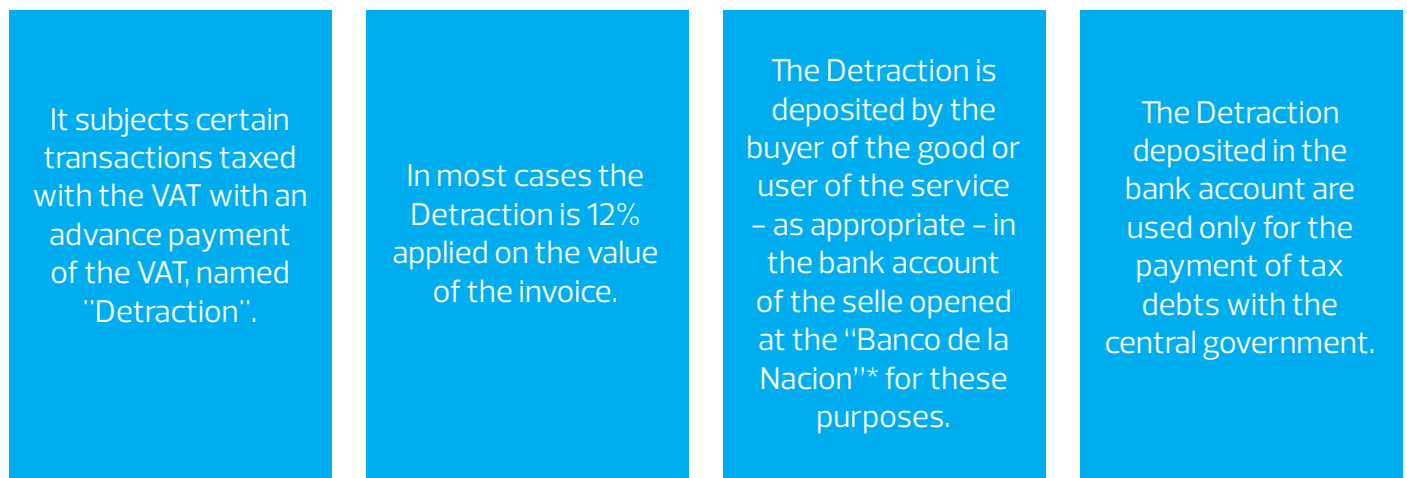 It subjects certain
transactions taxed
with the VAT with an
advance payment
of the VAT, named
"Detraction".
In most cases the
Detraction is 12%
applied on the value
of the invoice.
The Detraction is
deposited by the
buyer of the good or
user of the service
– as appropriate – in
the bank account
of the selle opened
at the “Banco de la
Nacion”* for these
purposes.
The Detraction
deposited in the
bank account are
used only for the
payment of tax
debts with the
central government.